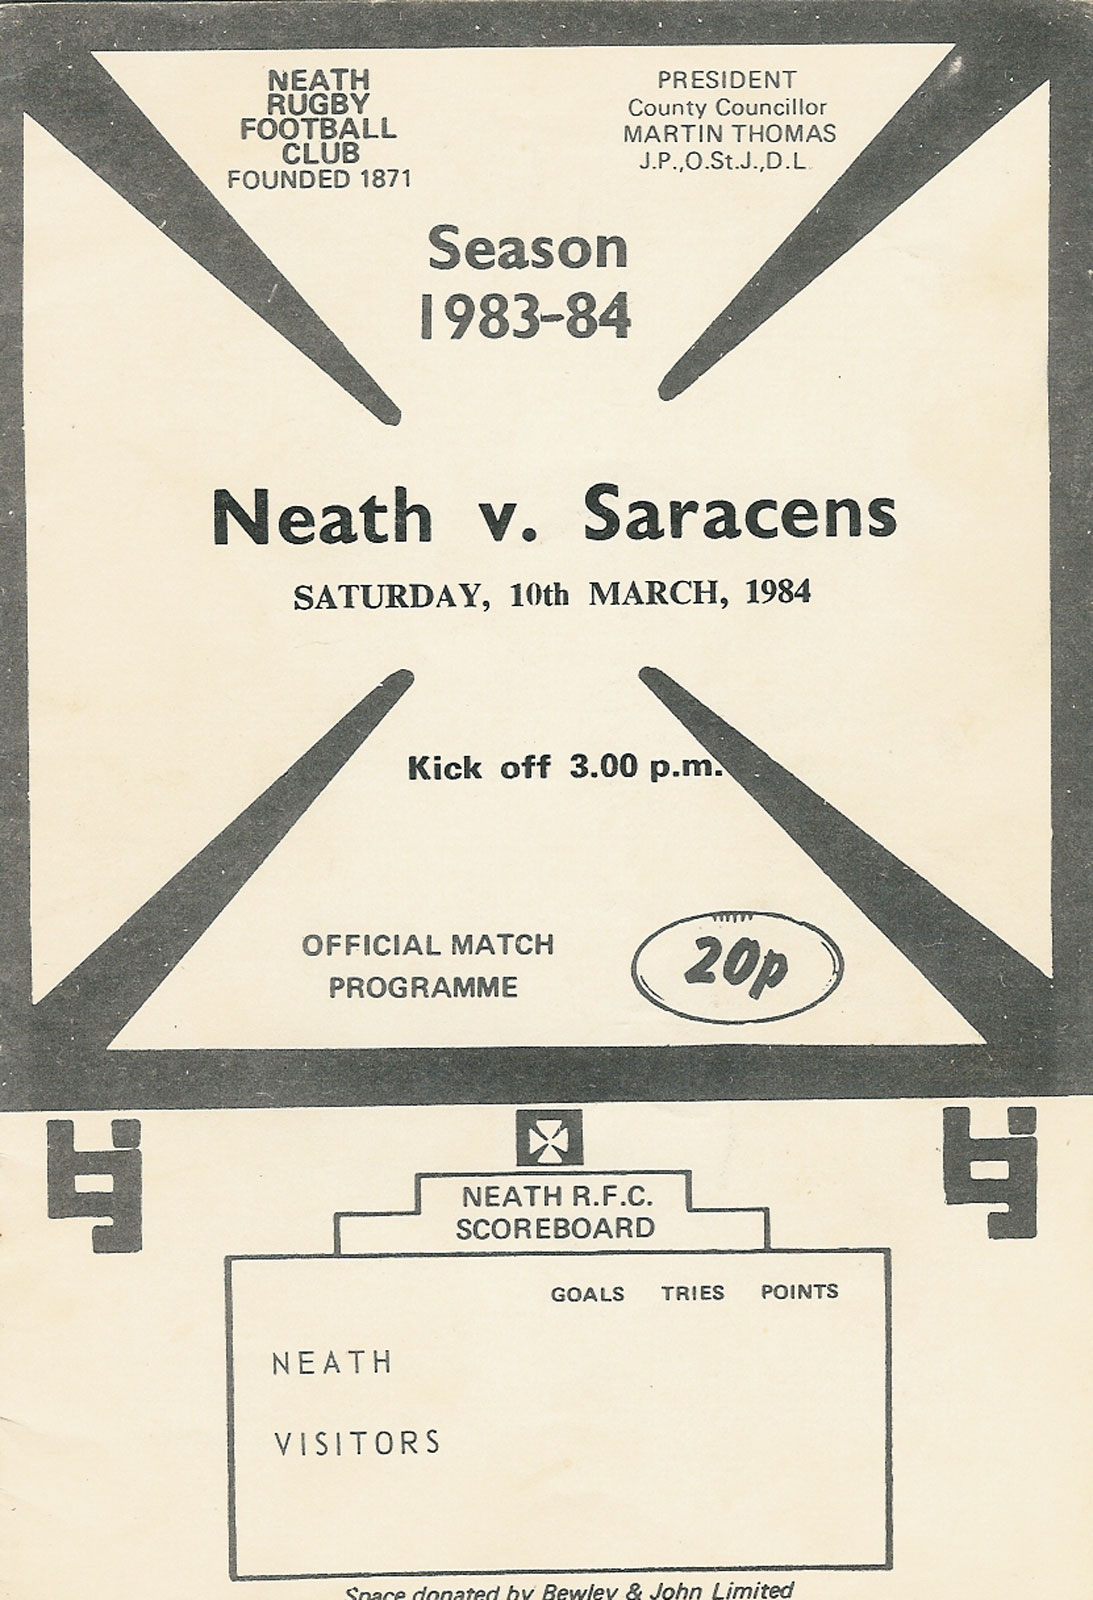 NEATH
RUGBY
FOOTBALL
CLUB
FOUNDED 1871
PRESIDENT
County Councillor
MARTIN THOMAS
J.P.,O.St.J.,D.L.
Season
1983-84
Neath v. Saracens
SATURDAY, 10th MARCH, 1984
Kick off 3.00 p.m.
OFFICIAL MATCH
PROGRAMME
20p
NEATH R.F.C.
SCOREBOARD
GOALS TRIES POINTS
NEATH
VISITORS
Space donated by Bewley & John Limited